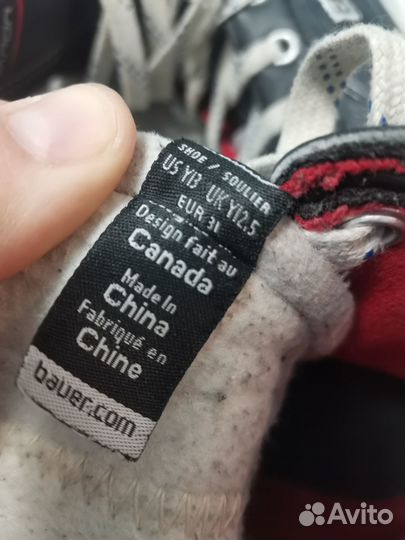 SHOE / SOULIER
US Y13 UK Y12.5
EUR 31
Design fait au
Canada
Made in
China
Fabriqué en
Chine
bauer.com
Avito